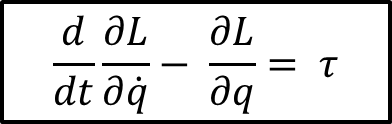 d/dt ∂L/∂q̇ − ∂L/∂q = τ